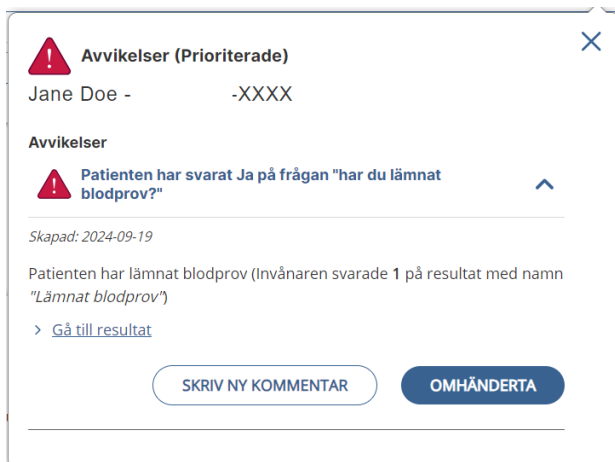 Avvikelser (Prioriterade)
Jane Doe - -XXXX
Avvikelser
Patienten har svarat Ja på frågan "har du lämnat
blodprov?"
Skapad: 2024-09-19
Patienten har lämnat blodprov (Invånaren svarade 1 på resultat med namn
"Lämnat blodprov")
Gå till resultat
SKRIV NY KOMMENTAR OMHÄNDERTA